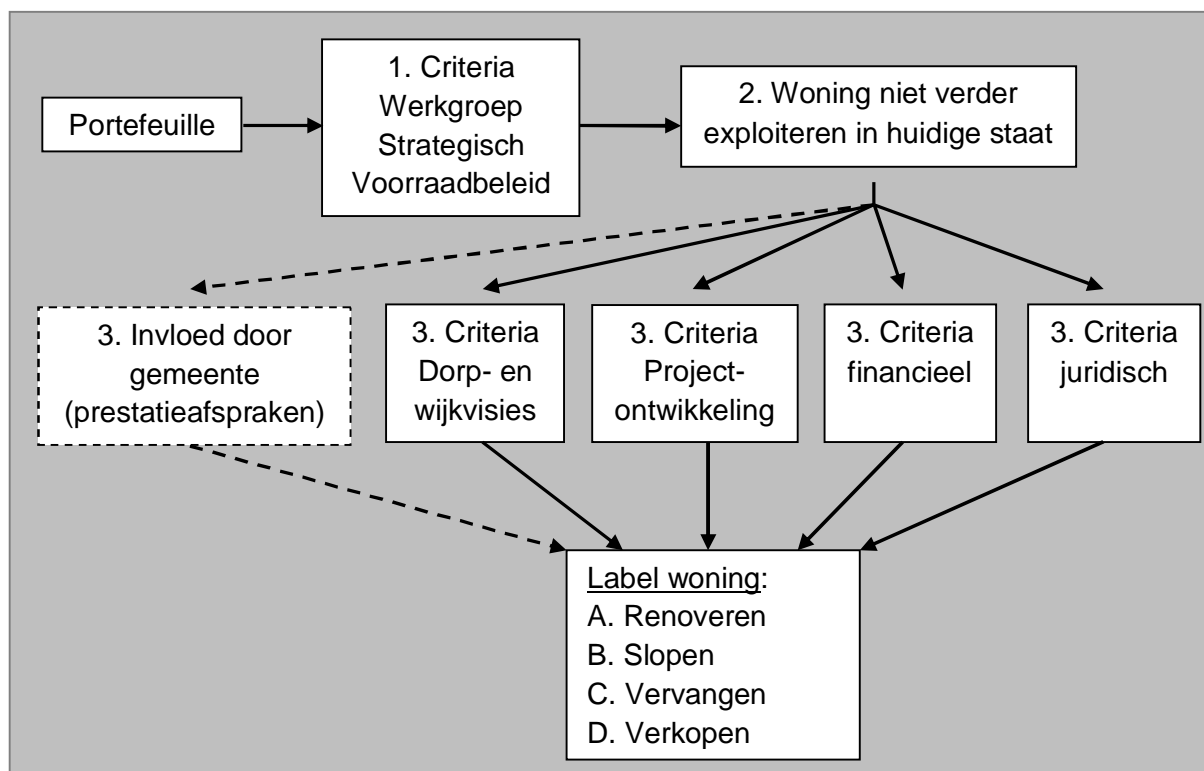 Portefeuille
1. Criteria
Werkgroep
Strategisch
Voorraadbeleid
2. Woning niet verder
exploiteren in huidige staat
3. Invloed door
gemeente
(prestatieafspraken)
3. Criteria
Dorp- en
wijkvisies
3. Criteria
Project-
ontwikkeling
3. Criteria
financieel
3. Criteria
juridisch
Label woning:
A. Renoveren
B. Slopen
C. Vervangen
D. Verkopen